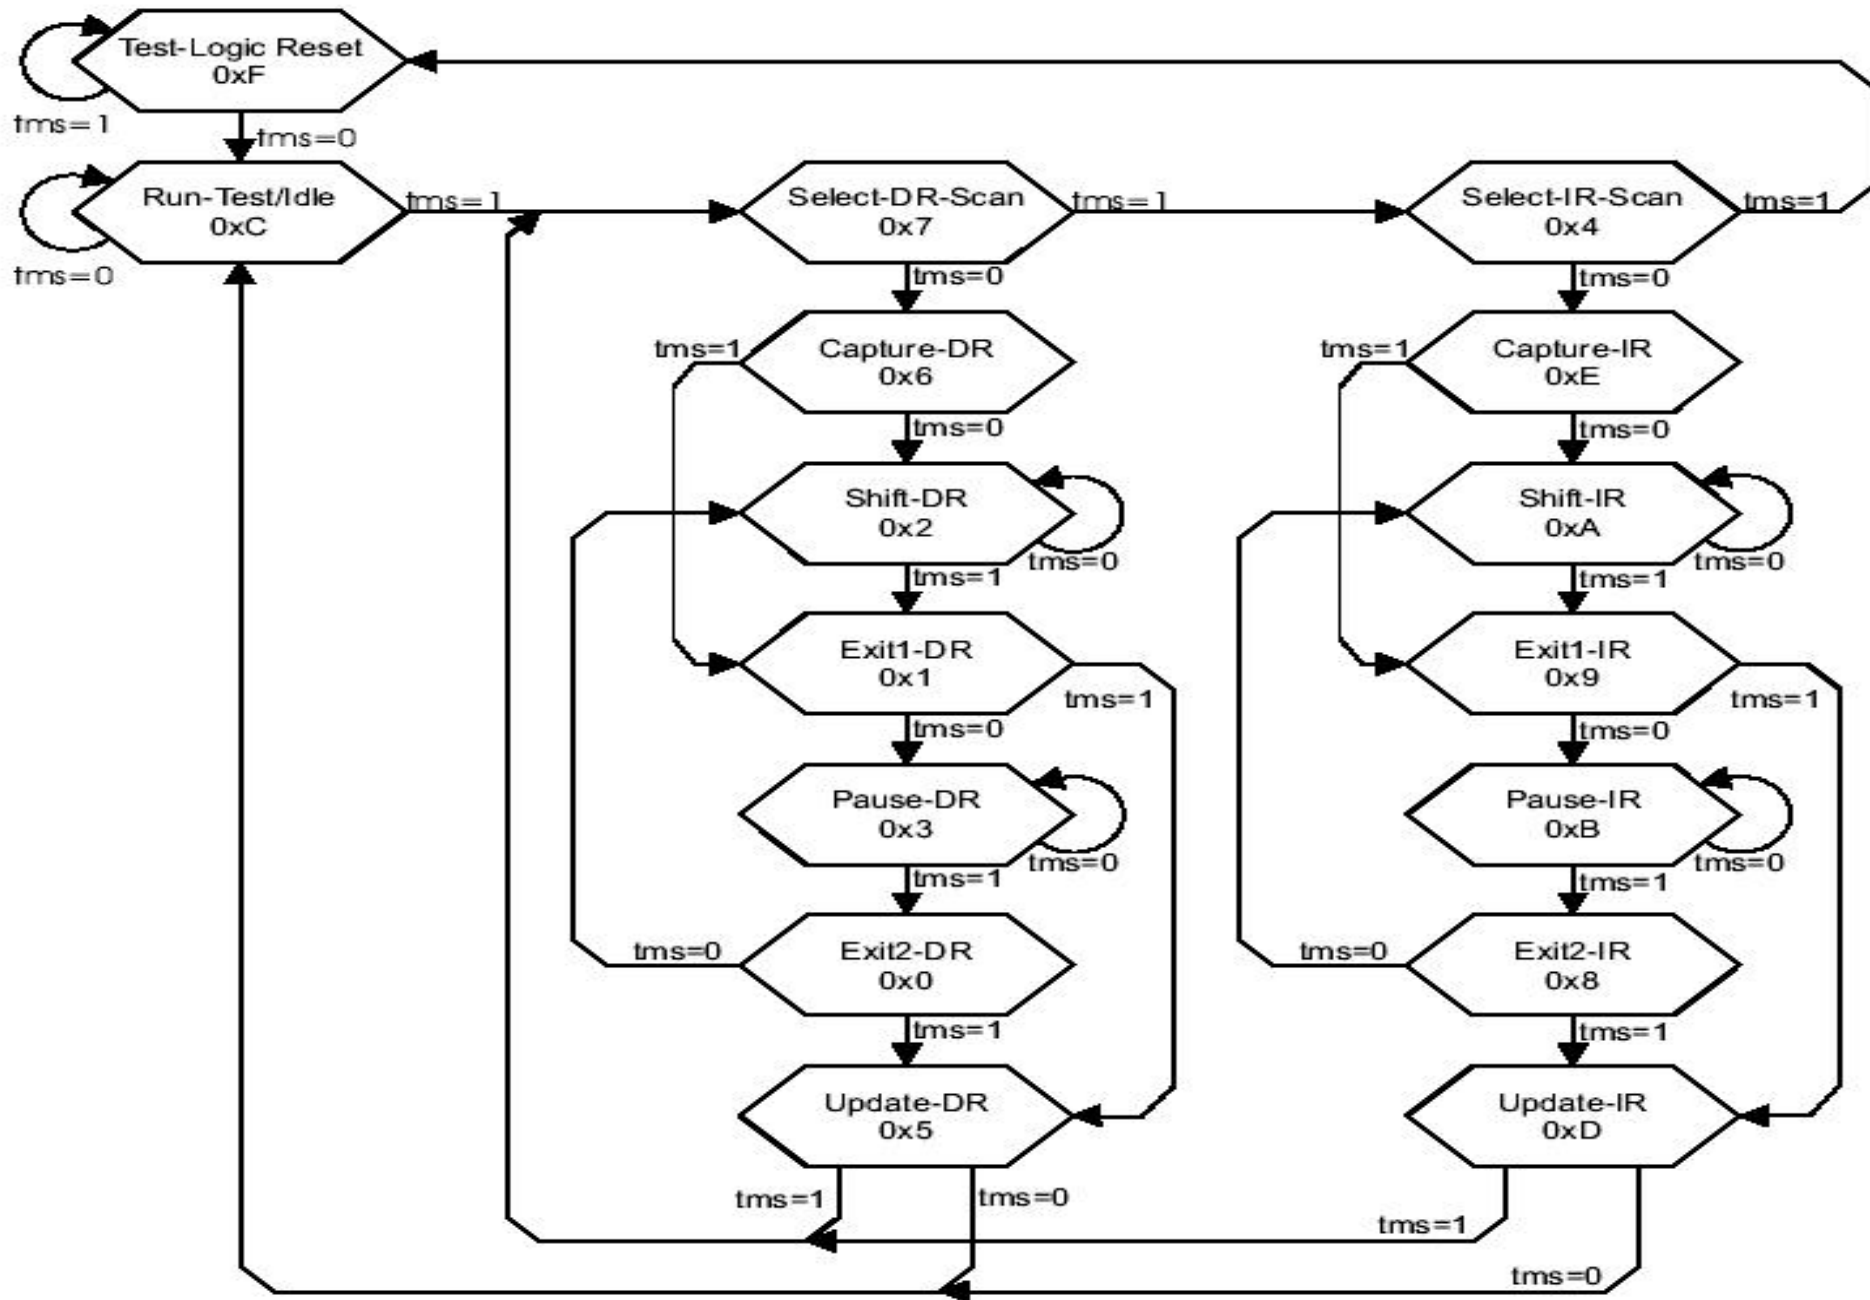 Test-Logic Reset
0xF
tms=1
tms=0
Run-Test/Idle
0xC
tms=0
tms=1
Select-DR-Scan
0x7
tms=1
Select-IR-Scan
0x4
tms=1
tms=0
tms=0
tms=1
Capture-DR
0x6
tms=0
tms=1
Capture-IR
0xE
tms=0
Shift-DR
0x2
tms=0
tms=1
Shift-IR
0xA
tms=0
tms=1
Exit1-DR
0x1
tms=1
tms=0
Exit1-IR
0x9
tms=1
tms=0
Pause-DR
0x3
tms=0
tms=1
Pause-IR
0xB
tms=0
tms=1
tms=0
Exit2-DR
0x0
tms=1
tms=0
Exit2-IR
0x8
tms=1
Update-DR
0x5
tms=1
tms=0
Update-IR
0xD
tms=1
tms=0